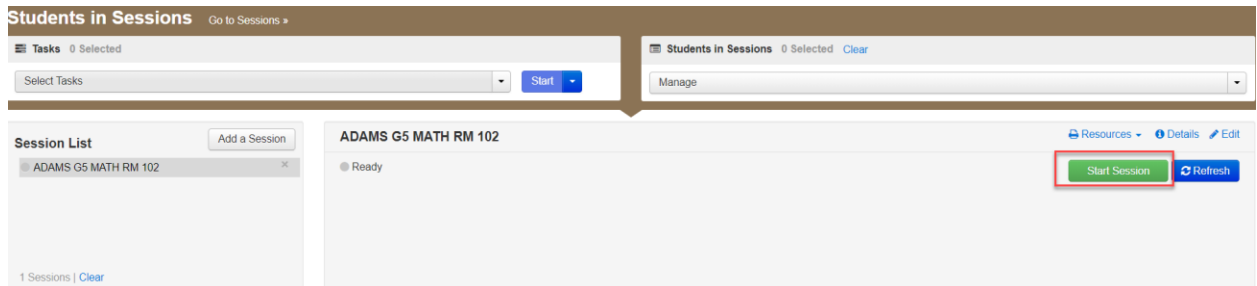 Students in Sessions Go to Sessions »
Tasks 0 Selected
Select Tasks
Start
Students in Sessions 0 Selected Clear
Manage
Session List
Add a Session
ADAMS G5 MATH RM 102 ×
1 Sessions | Clear
ADAMS G5 MATH RM 102
Resources Details Edit
Ready
Start Session
Refresh